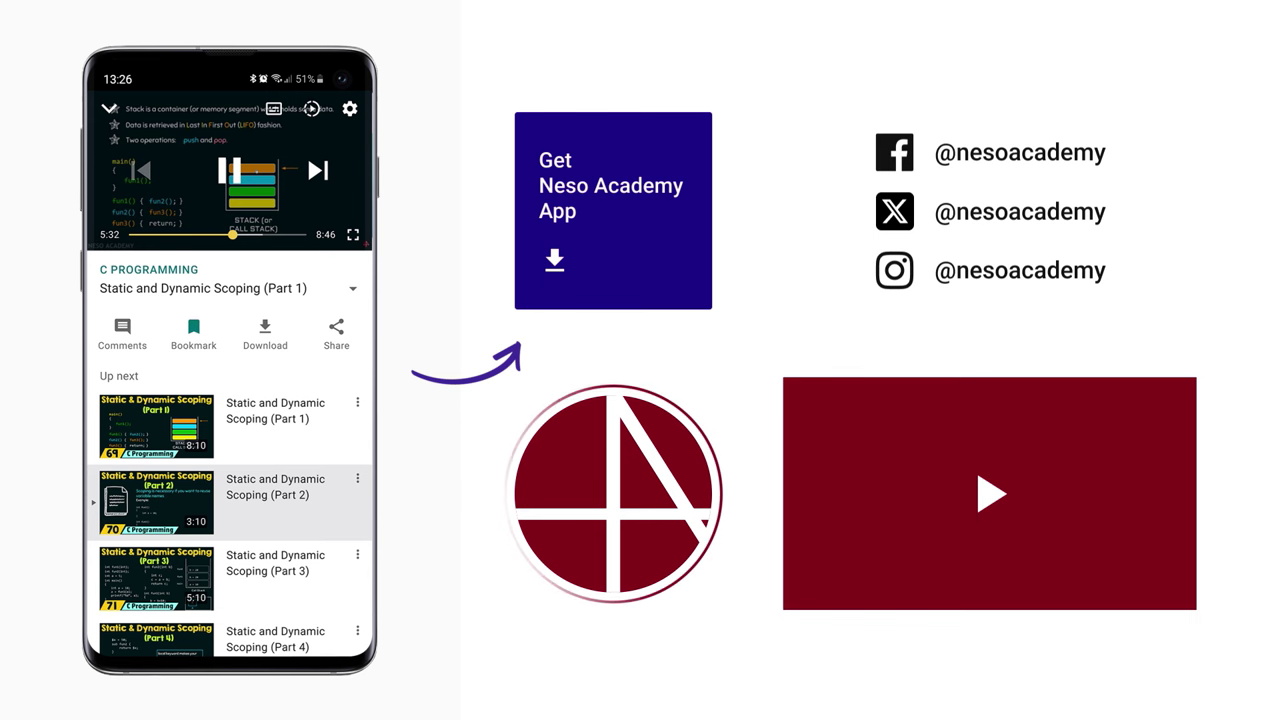 13:26
51%
Stack is a container (or memory segment) w holds s data.
Data is retrieved in Last In First Out (LIFO) fashion.
Two operations: push and pop.
main()
{
fun1();
}
fun1() { fun2(); }
fun2() { fun3(); }
fun3() { return; }
STACK (or
CALL STACK)
5:32
8:46
NESO ACADEMY
C PROGRAMMING
Static and Dynamic Scoping (Part 1)
Comments
Bookmark
Download
Share
Up next
Static & Dynamic Scoping
(Part 1)
8:10
69 C Programming
Static and Dynamic
Scoping (Part 1)
Static & Dynamic Scoping
(Part 2)
3:10
70 C Programming
Static and Dynamic
Scoping (Part 2)
Static & Dynamic Scoping
(Part 3)
5:10
71 C Programming
Static and Dynamic
Scoping (Part 3)
Static & Dynamic Scoping
(Part 4)
Static and Dynamic
Scoping (Part 4)
Get
Neso Academy
App
@nesoacademy
@nesoacademy
@nesoacademy